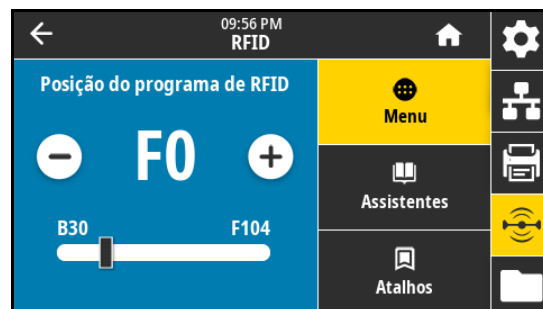 09:56 PM
RFID
Posição do programa de RFID
F0
B30 F104
Menu
Assistentes
Atalhos